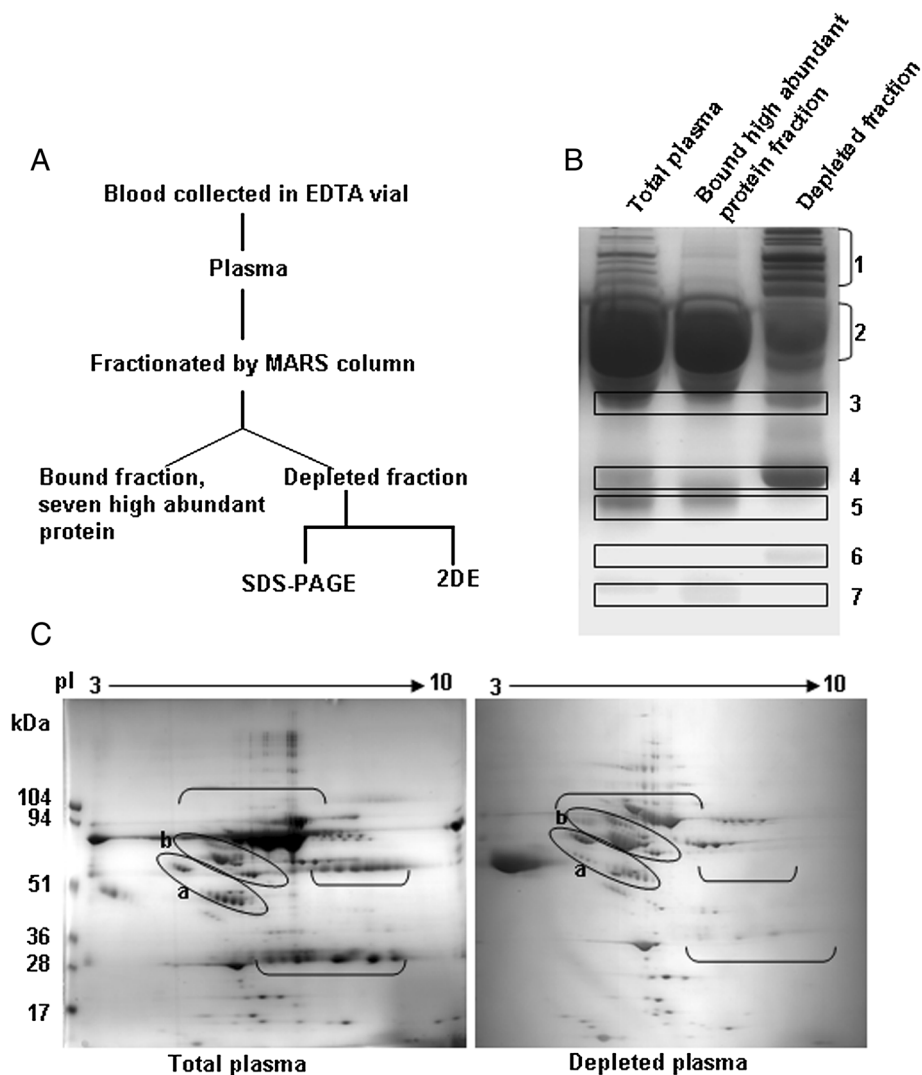 A
Blood collected in EDTA vial
Plasma
Fractionated by MARS column
Bound fraction,
seven high abundant
protein
Depleted fraction
SDS-PAGE
2DE
B
Total plasma
Bound high abundant
protein fraction
Depleted fraction
1
2
3
4
5
6
7
C
pI 3 10
kDa
104
94
51
36
28
17
b
a
Total plasma
3 10
b
a
Depleted plasma